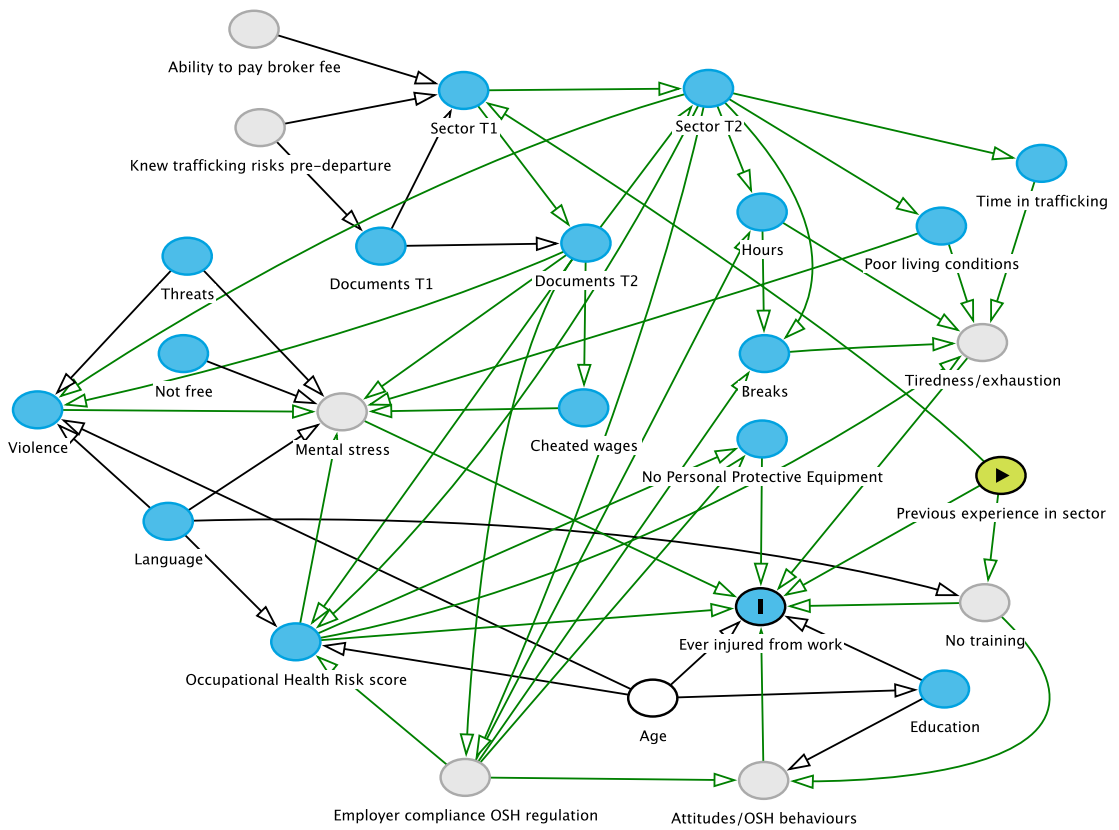 Ability to pay broker fee
Sector T1
Sector T2
Knew trafficking risks pre-departure
Time in trafficking
Hours
Poor living conditions
Documents T1
Documents T2
Threats
Tiredness/exhaustion
Not free
Breaks
Violence
Mental stress
Cheated wages
No Personal Protective Equipment
Previous experience in sector
Language
Ever injured from work
No training
Occupational Health Risk score
Education
Age
Employer compliance OSH regulation
Attitudes/OSH behaviours